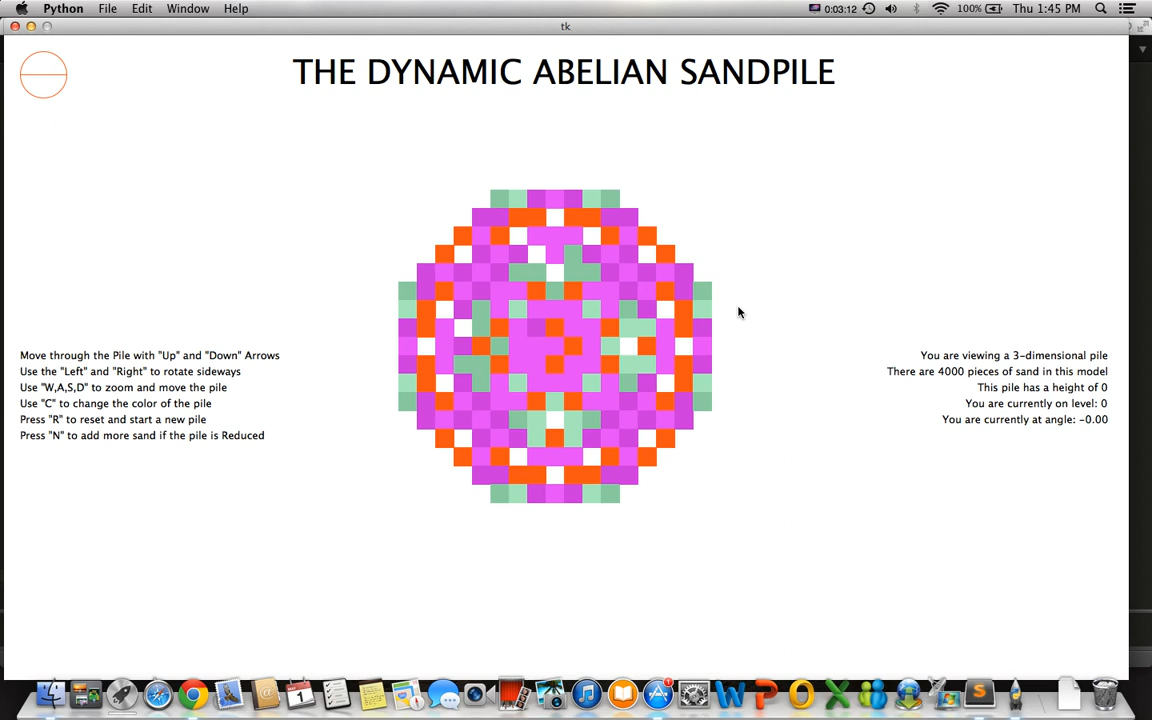 Python File Edit Window Help 0:03:12 100% Thu 1:45 PM
tk
THE DYNAMIC ABELIAN SANDPILE
Move through the Pile with "Up" and "Down" Arrows
Use the "Left" and "Right" to rotate sideways
Use "W,A,S,D" to zoom and move the pile
Use "C" to change the color of the pile
Press "R" to reset and start a new pile
Press "N" to add more sand if the pile is Reduced
You are viewing a 3-dimensional pile
There are 4000 pieces of sand in this model
This pile has a height of 0
You are currently on level: 0
You are currently at angle: -0.00